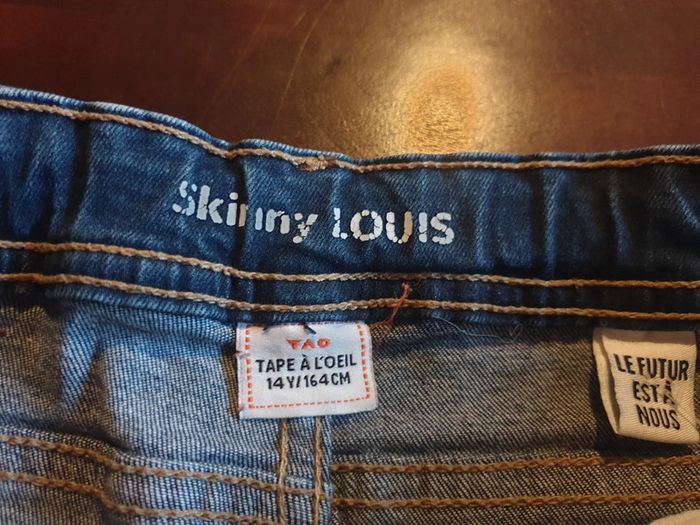 Skinny LOUIS
TAO
TAPE À L'OEIL
14Y/164CM
LE FUTUR
EST À
NOUS